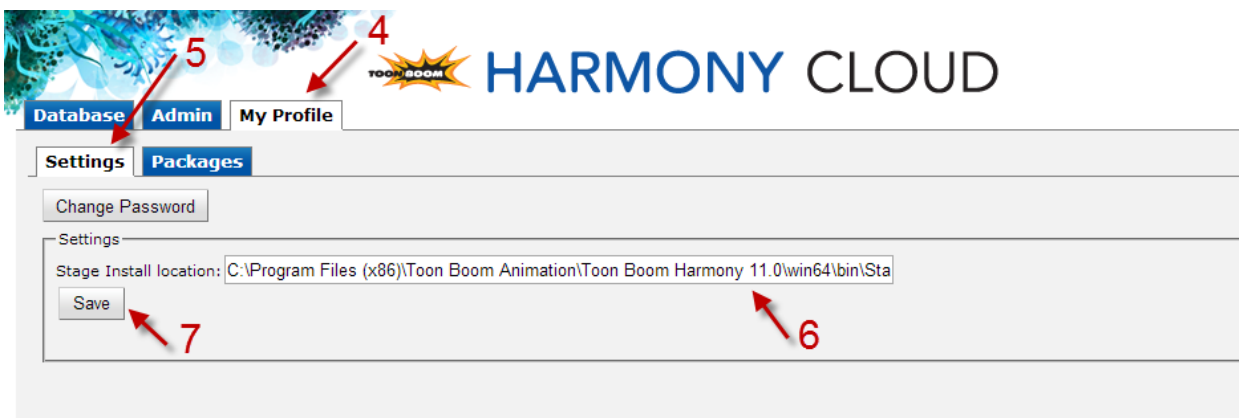 4
5
TOON BOOM HARMONY CLOUD
Database Admin My Profile
Settings Packages
Change Password
Settings
Stage Install location: C:\Program Files (x86)\Toon Boom Animation\Toon Boom Harmony 11.0\win64\bin\Sta
Save
6
7